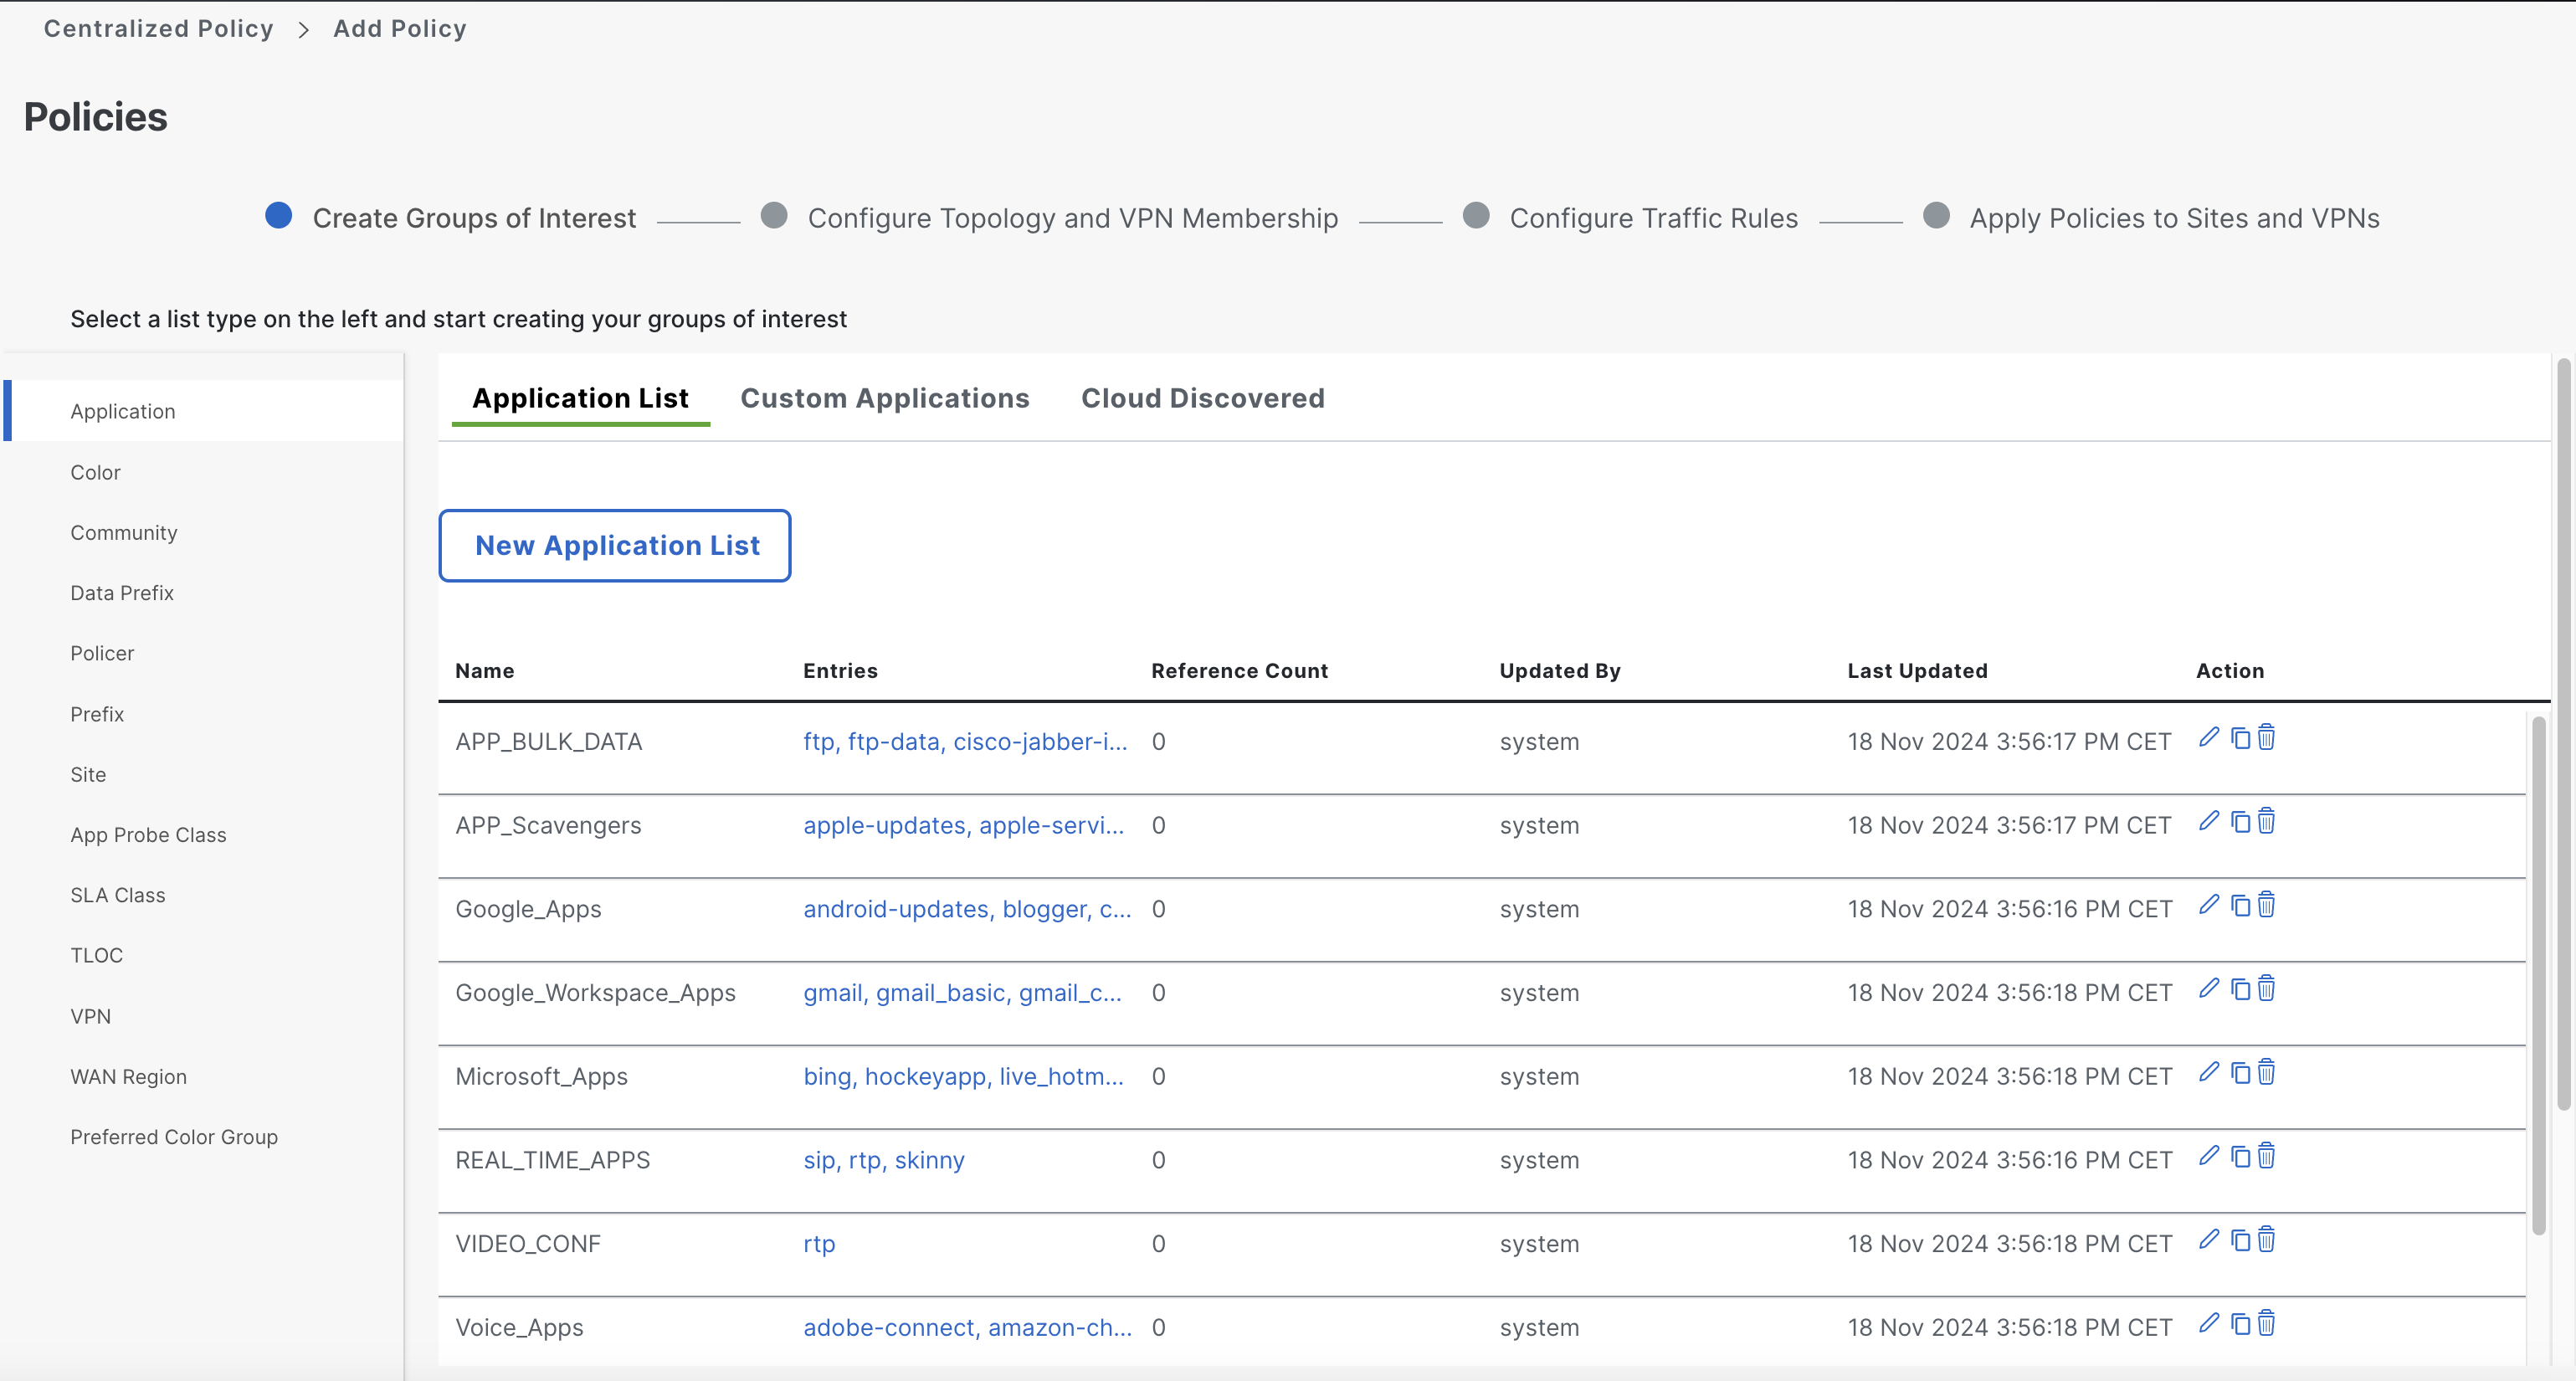 Centralized Policy > Add Policy
Policies
Create Groups of Interest Configure Topology and VPN Membership Configure Traffic Rules Apply Policies to Sites and VPNs
Select a list type on the left and start creating your groups of interest
Application
Color
Community
Data Prefix
Policer
Prefix
Site
App Probe Class
SLA Class
TLOC
VPN
WAN Region
Preferred Color Group
Application List Custom Applications Cloud Discovered
New Application List
Name Entries Reference Count Updated By Last Updated Action
APP_BULK_DATA ftp, ftp-data, cisco-jabber-i... 0 system 18 Nov 2024 3:56:17 PM CET
APP_Scavengers apple-updates, apple-servi... 0 system 18 Nov 2024 3:56:17 PM CET
Google_Apps android-updates, blogger, c... 0 system 18 Nov 2024 3:56:16 PM CET
Google_Workspace_Apps gmail, gmail_basic, gmail_c... 0 system 18 Nov 2024 3:56:18 PM CET
Microsoft_Apps bing, hockeyapp, live_hotm... 0 system 18 Nov 2024 3:56:18 PM CET
REAL_TIME_APPS sip, rtp, skinny 0 system 18 Nov 2024 3:56:16 PM CET
VIDEO_CONF rtp 0 system 18 Nov 2024 3:56:18 PM CET
Voice_Apps adobe-connect, amazon-ch... 0 system 18 Nov 2024 3:56:18 PM CET